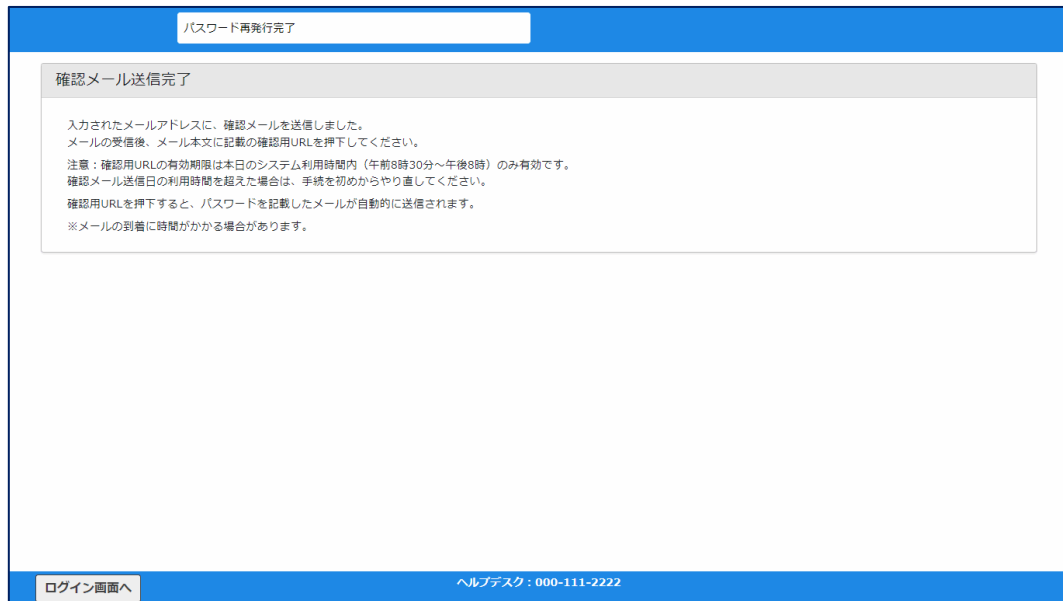 パスワード再発行完了
確認メール送信完了
入力されたメールアドレスに、確認メールを送信しました。
メールの受信後、メール本文に記載の確認用URLを押下してください。
注意：確認用URLの有効期限は本日のシステム利用時間内（午前8時30分～午後8時）のみ有効です。
確認メール送信日の利用時間を超えた場合は、手続を初めからやり直してください。
確認用URLを押下すると、パスワードを記載したメールが自動的に送信されます。
※メールの到着に時間がかかる場合があります。
ログイン画面へ
ヘルプデスク：000-111-2222